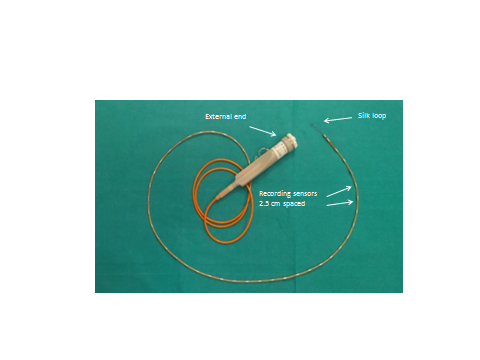 External end
Silk loop
Recording sensors
2.5 cm spaced